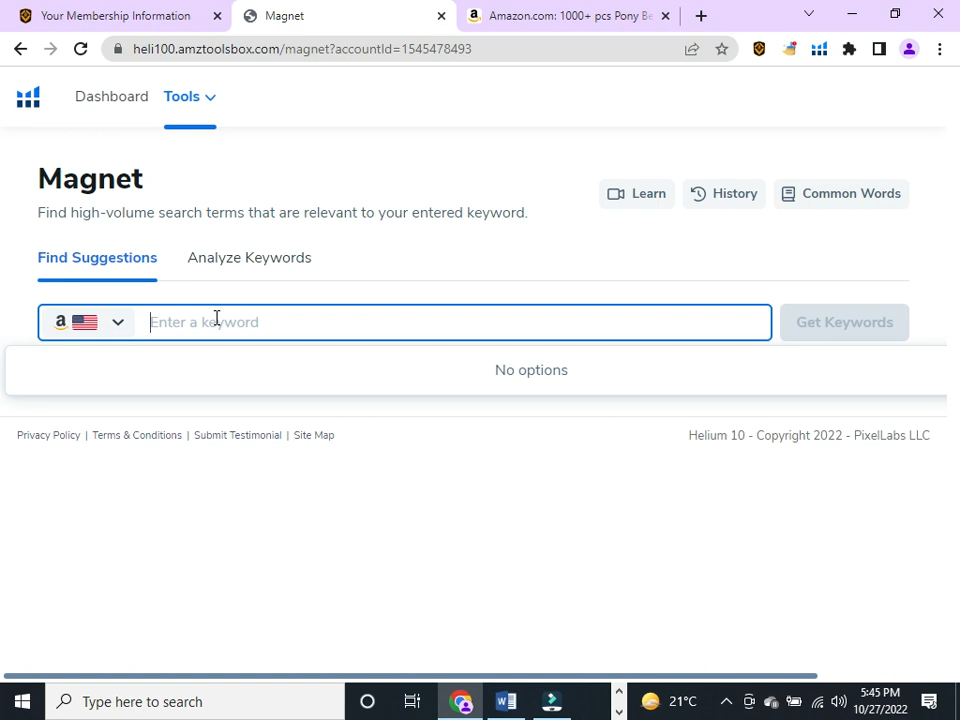 Your Membership Information
Magnet
Amazon.com: 1000+ pcs Pony Be
heli100.amztoolsbox.com/magnet?accountId=1545478493
Dashboard
Tools
Magnet
Learn
History
Common Words
Find high-volume search terms that are relevant to your entered keyword.
Find Suggestions
Analyze Keywords
a
Enter a keyword
Get Keywords
No options
Privacy Policy | Terms & Conditions | Submit Testimonial | Site Map
Helium 10 - Copyright 2022 - PixelLabs LLC
Type here to search
21°C
5:45 PM
10/27/2022